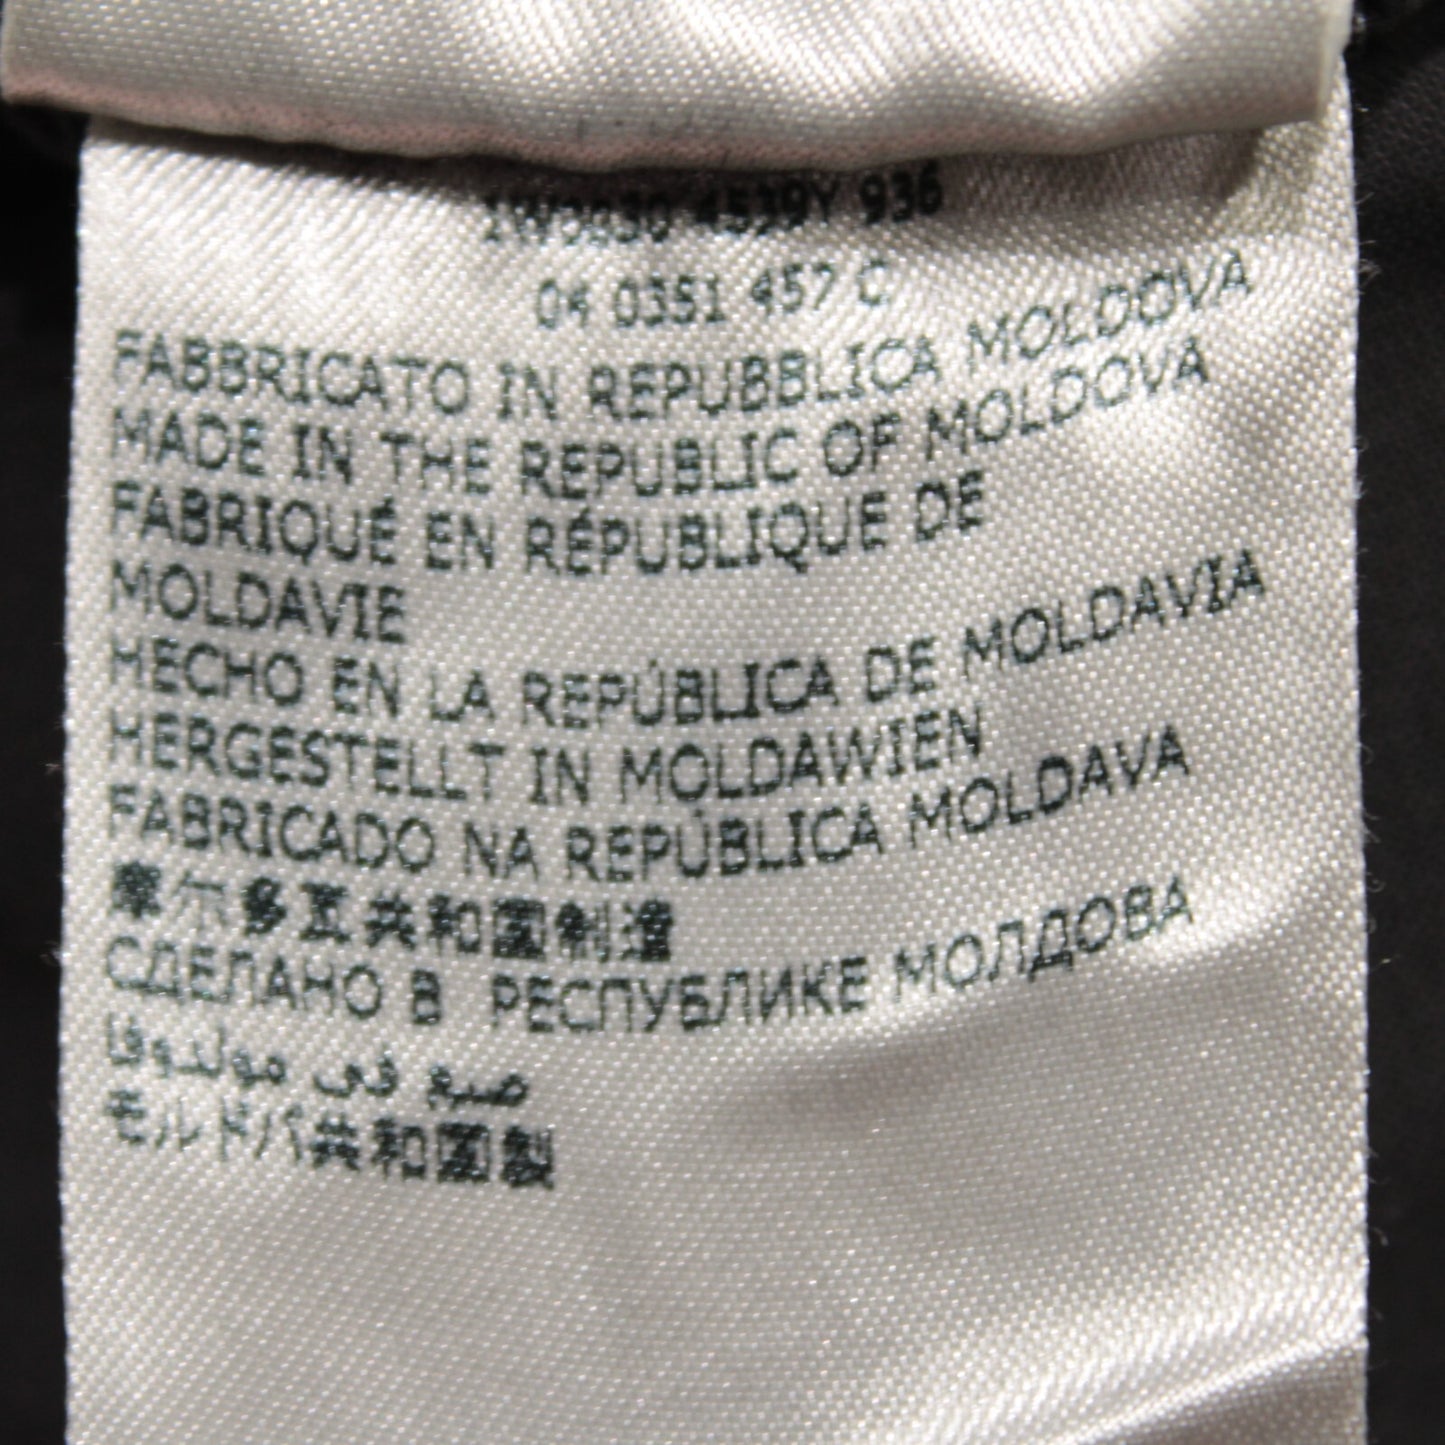 4539Y 936
04 0351 457 C
FABBRICATO IN REPUBBLICA MOLDOVA
MADE IN THE REPUBLIC OF MOLDOVA
FABRIQUÉ EN RÉPUBLIQUE DE
MOLDAVIE
HECHO EN LA REPÚBLICA DE MOLDAVIA
HERGESTELLT IN MOLDAWIEN
FABRICADO NA REPÚBLICA MOLDAVA
摩尔多瓦共和国制造
СДЕЛАНО В РЕСПУБЛИКЕ МОЛДОВА
صنع في مولدوفا
モルドバ共和国製